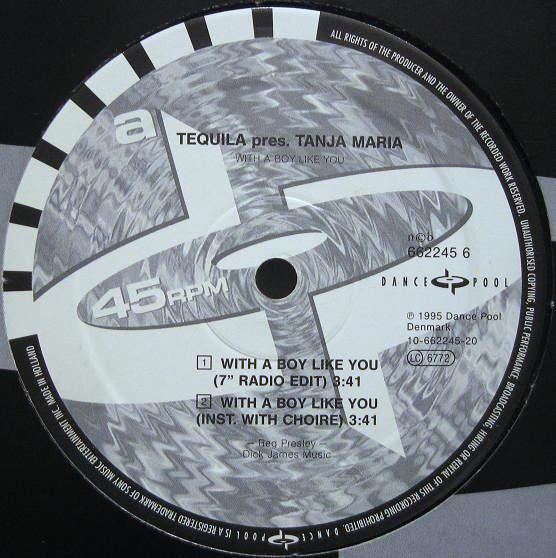 a
TEQUILA pres. TANJA MARIA
WITH A BOY LIKE YOU
n©b
662245 6
DANCE POOL
45 RPM
℗ 1995 Dance Pool
Denmark
10-662245-20
LC 6772
1 WITH A BOY LIKE YOU
(7" RADIO EDIT) 3:41
2 WITH A BOY LIKE YOU
(INST. WITH CHOIRE) 3:41
– Reg Presley –
Dick James Music
ALL RIGHTS OF THE PRODUCER AND THE OWNER OF THE RECORDED WORK RESERVED. UNAUTHORISED COPYING, PUBLIC PERFORMANCE, BROADCASTING, HIRING OR RENTAL OF THIS RECORDING PROHIBITED.
DANCE POOL IS A REGISTERED TRADEMARK OF SONY MUSIC ENTERTAINMENT INC. MADE IN HOLLAND